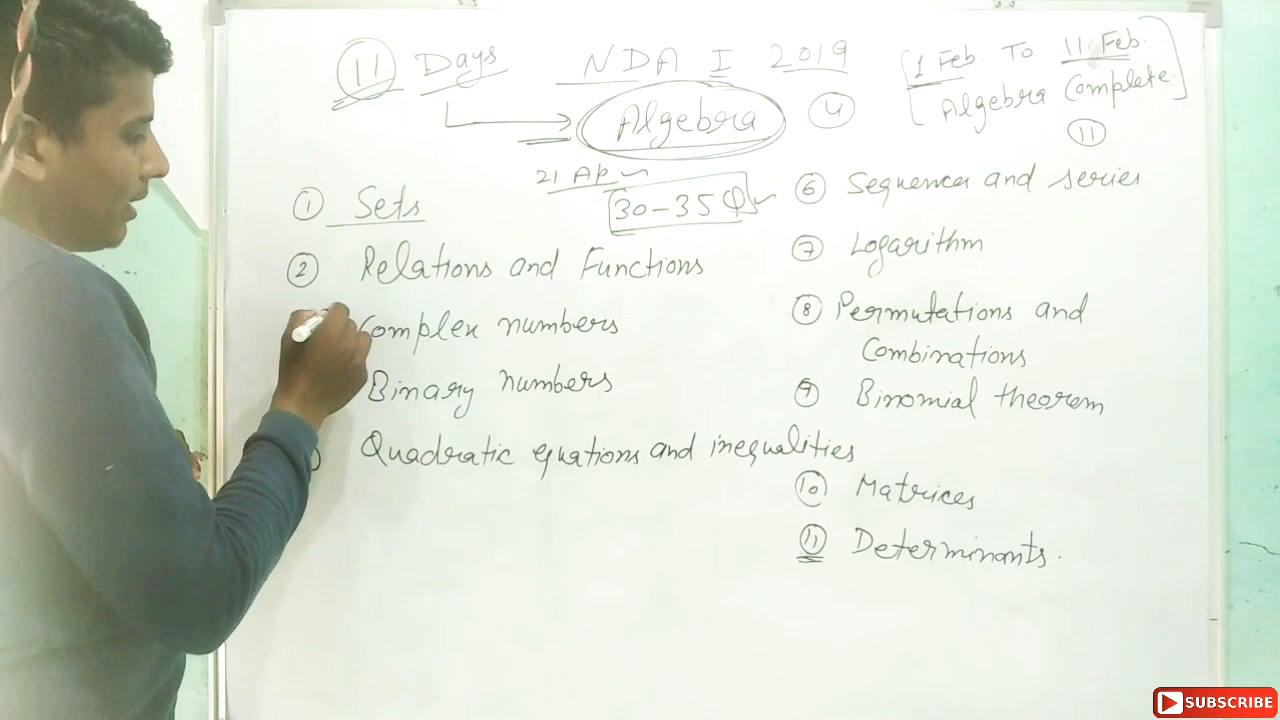 11 Days NDA I 2019 [1 Feb. To 11 Feb.
Algebra 4 Algebra Complete.]
11
21 Ap
30-35 Q
1 Sets
2 Relations and Functions
Complex numbers
Binary numbers
Quadratic equations and inequalities
6 Sequence and series
7 Logarithm
8 Permutations and
Combinations
9 Binomial theorem
10 Matrices
11 Determinants.
SUBSCRIBE